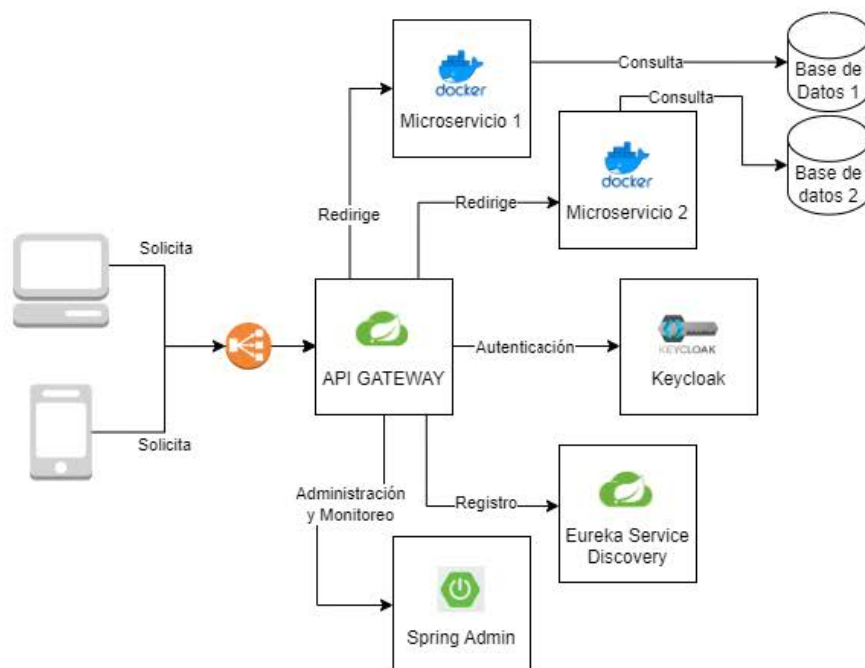 docker
Microservicio 1
Consulta
Base de
Datos 1
Consulta
docker
Microservicio 2
Base de
datos 2
Redirige
Redirige
Solicita
API GATEWAY
Autenticación
KEYCLOAK
Keycloak
Solicita
Administración
y Monitoreo
Registro
Eureka Service
Discovery
Spring Admin